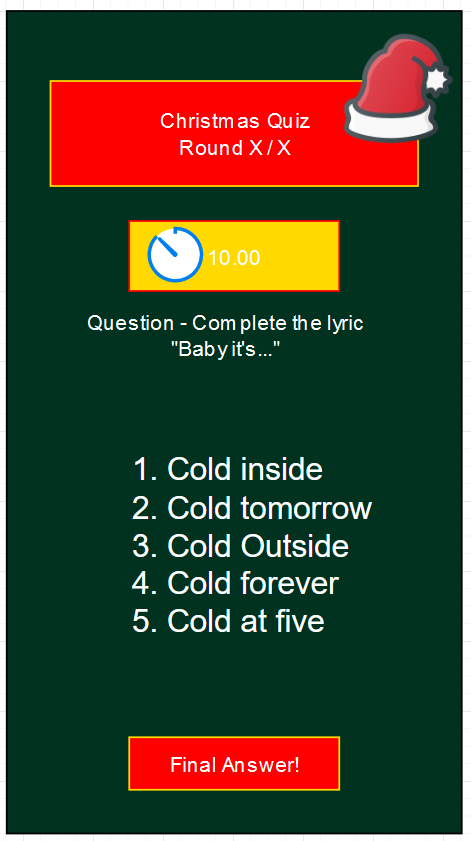 Christmas Quiz
Round X / X
10.00
Question - Complete the lyric
"Baby it's..."
1. Cold inside
2. Cold tomorrow
3. Cold Outside
4. Cold forever
5. Cold at five
Final Answer!